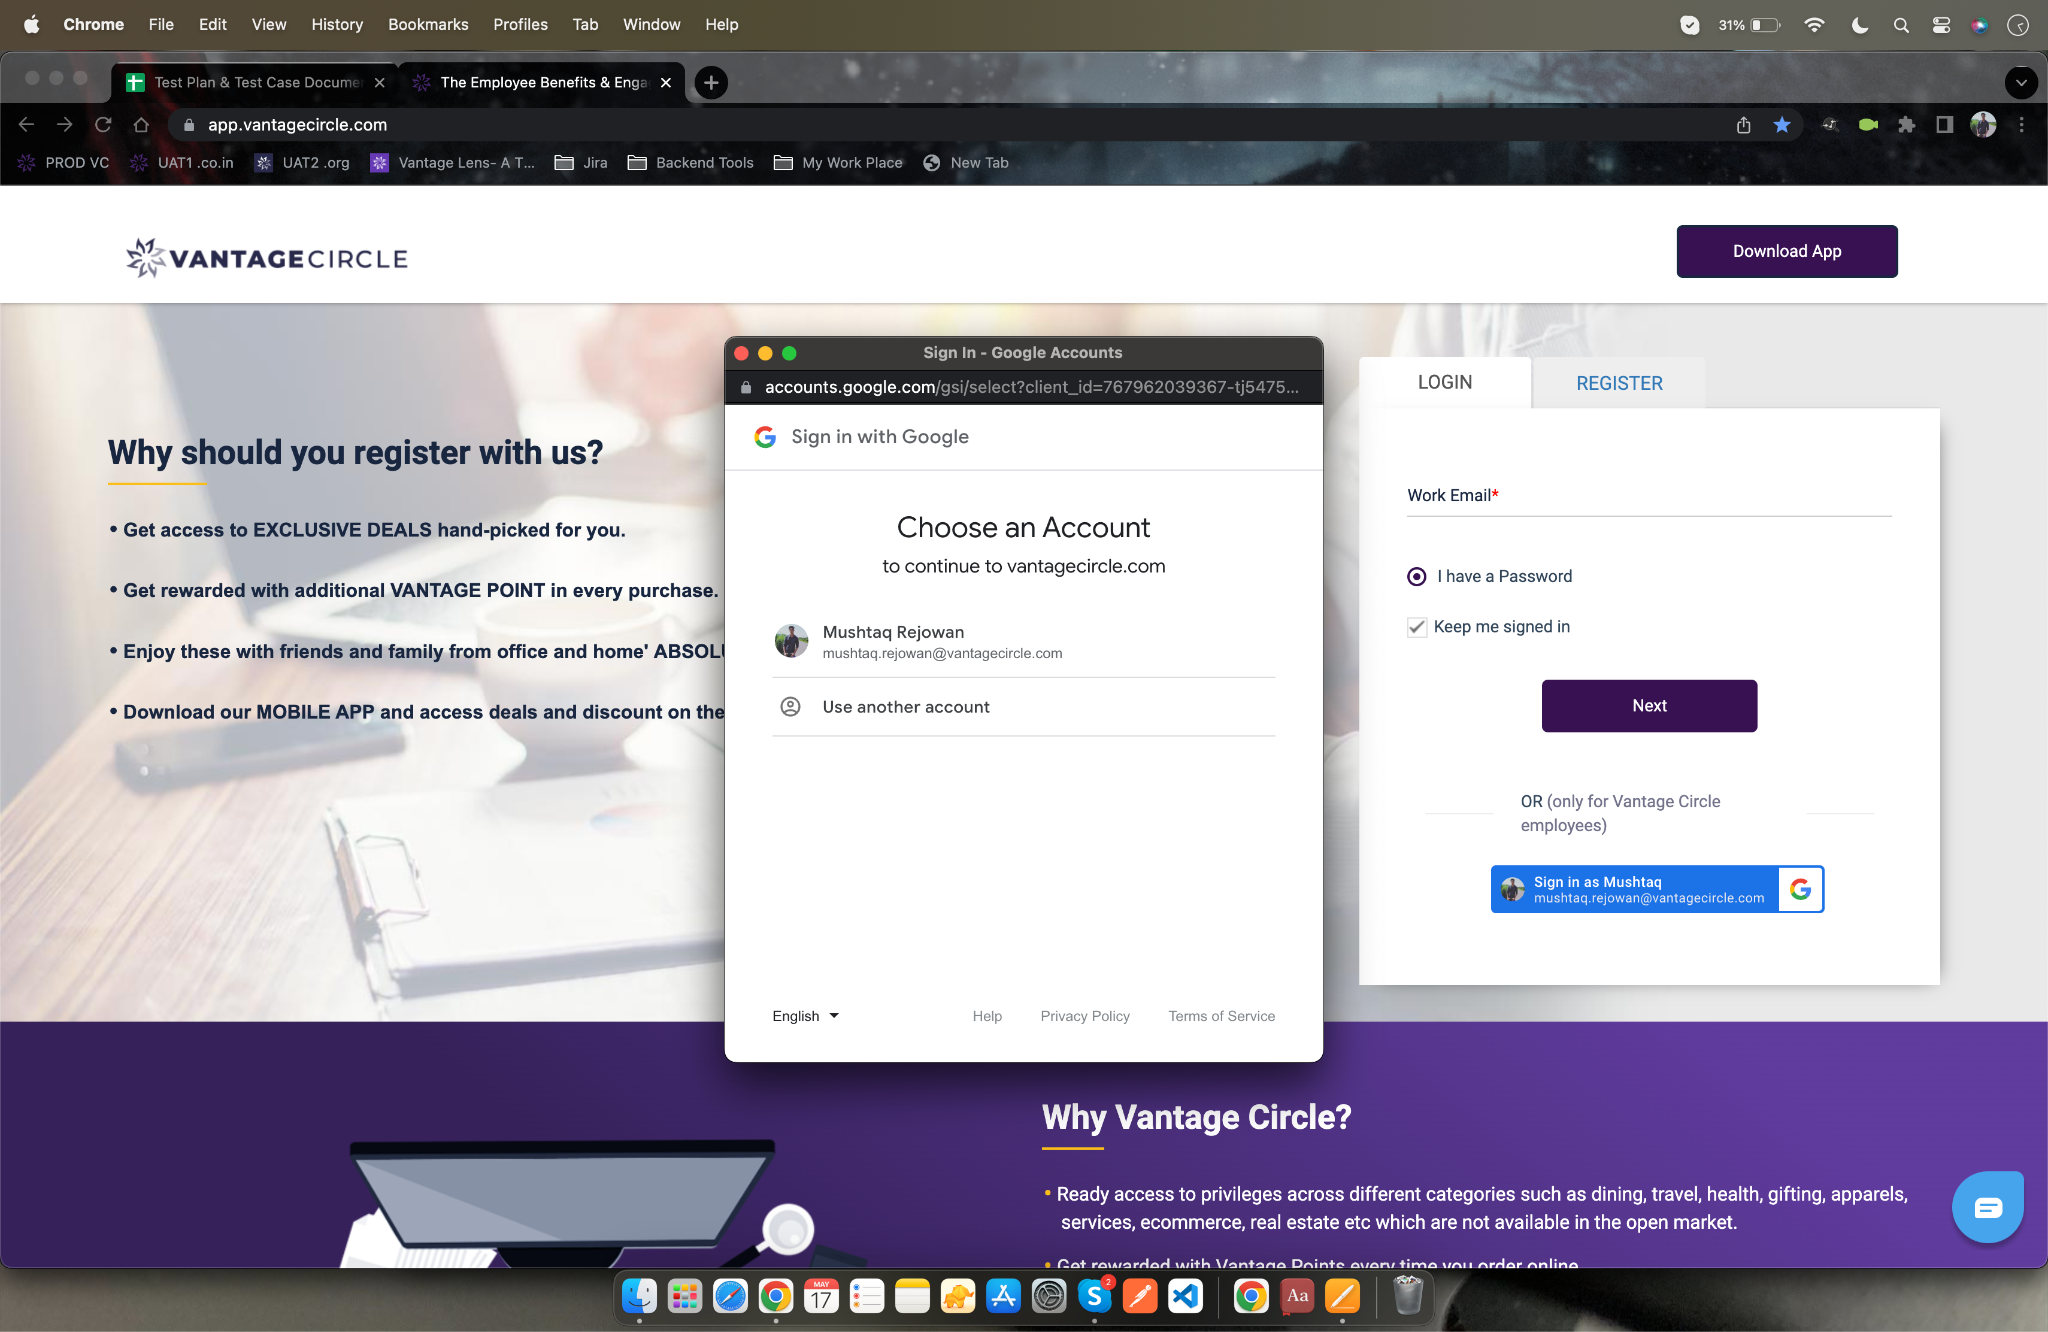 Chrome File Edit View History Bookmarks Profiles Tab Window Help
31%
Test Plan & Test Case Docume
The Employee Benefits & Enga
app.vantagecircle.com
PROD VC
UAT1 .co.in
UAT2 .org
Vantage Lens- A T...
Jira
Backend Tools
My Work Place
New Tab
VANTAGECIRCLE
Download App
Why should you register with us?
• Get access to EXCLUSIVE DEALS hand-picked for you.
• Get rewarded with additional VANTAGE POINT in every purchase.
• Enjoy these with friends and family from office and home' ABSOLU
• Download our MOBILE APP and access deals and discount on the
Sign In - Google Accounts
accounts.google.com/gsi/select?client_id=767962039367-tj5475...
Sign in with Google
Choose an Account
to continue to vantagecircle.com
Mushtaq Rejowan
mushtaq.rejowan@vantagecircle.com
Use another account
English
Help
Privacy Policy
Terms of Service
LOGIN
REGISTER
Work Email*
I have a Password
Keep me signed in
Next
OR (only for Vantage Circle
employees)
Sign in as Mushtaq
mushtaq.rejowan@vantagecircle.com
Why Vantage Circle?
• Ready access to privileges across different categories such as dining, travel, health, gifting, apparels,
services, ecommerce, real estate etc which are not available in the open market.
• Get rewarded with Vantage Points every time you order online
MAY
17
S
2
Aa